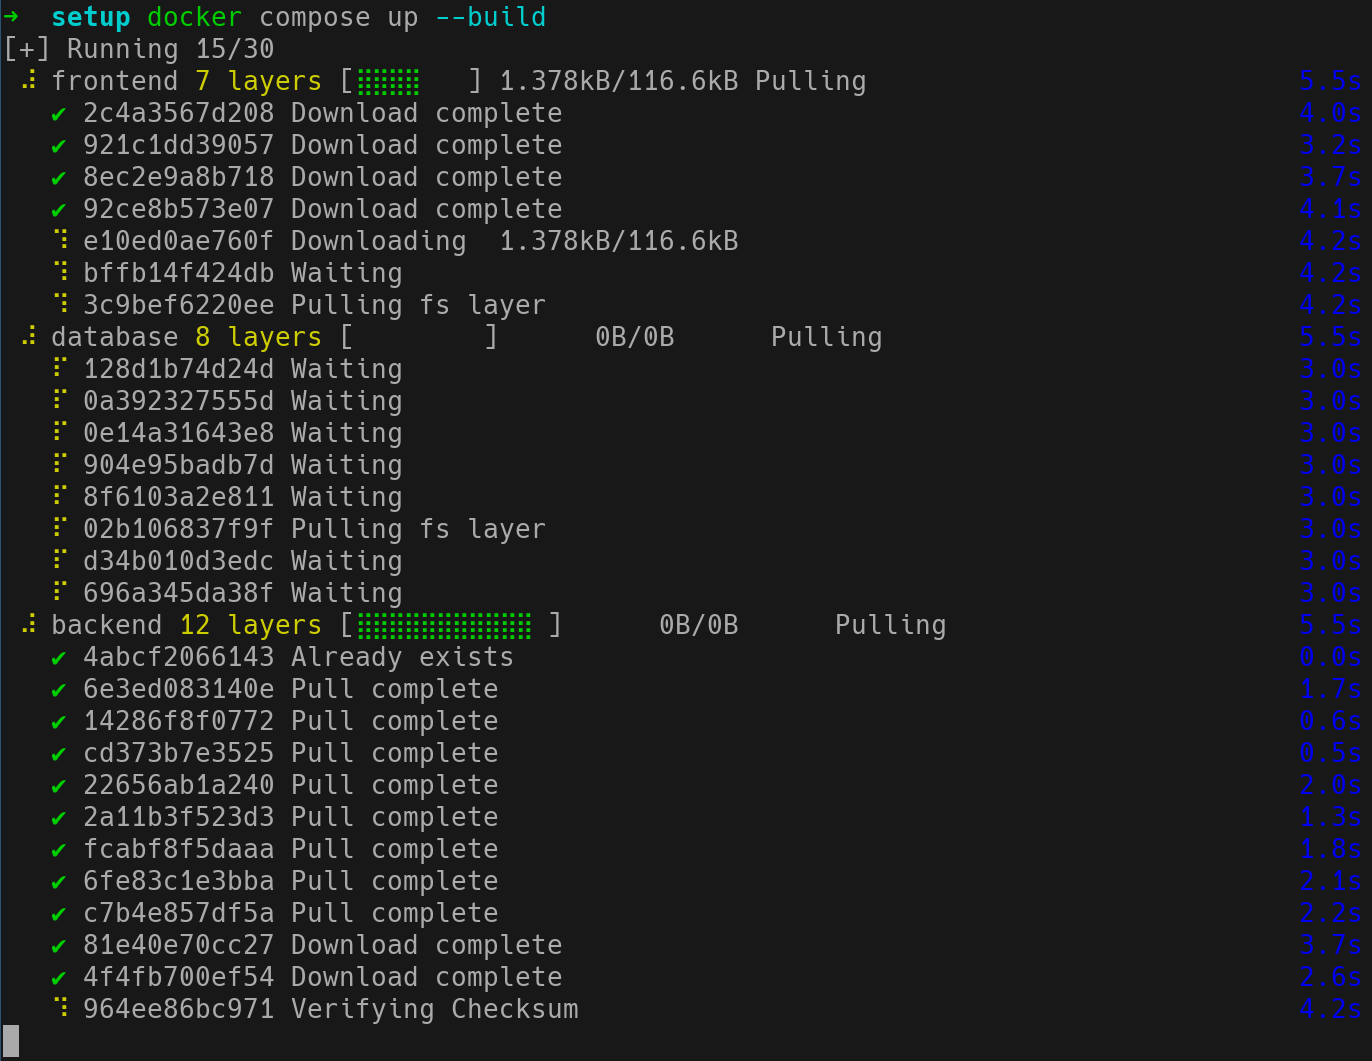 ➜  setup docker compose up --build
[+] Running 15/30
 ⠼ frontend 7 layers [⣿⣿⣿⣿   ] 1.378kB/116.6kB Pulling 5.5s
   ✔ 2c4a3567d208 Download complete 4.0s
   ✔ 921c1dd39057 Download complete 3.2s
   ✔ 8ec2e9a8b718 Download complete 3.7s
   ✔ 92ce8b573e07 Download complete 4.1s
   ⠹ e10ed0ae760f Downloading  1.378kB/116.6kB 4.2s
   ⠹ bffb14f424db Waiting 4.2s
   ⠹ 3c9bef6220ee Pulling fs layer 4.2s
 ⠼ database 8 layers [        ]      0B/0B      Pulling 5.5s
   ⠏ 128d1b74d24d Waiting 3.0s
   ⠏ 0a392327555d Waiting 3.0s
   ⠏ 0e14a31643e8 Waiting 3.0s
   ⠏ 904e95badb7d Waiting 3.0s
   ⠏ 8f6103a2e811 Waiting 3.0s
   ⠏ 02b106837f9f Pulling fs layer 3.0s
   ⠏ d34b010d3edc Waiting 3.0s
   ⠏ 696a345da38f Waiting 3.0s
 ⠼ backend 12 layers [⣿⣿⣿⣿⣿⣿⣿⣿⣿⣿⣿ ]      0B/0B      Pulling 5.5s
   ✔ 4abcf2066143 Already exists 0.0s
   ✔ 6e3ed083140e Pull complete 1.7s
   ✔ 14286f8f0772 Pull complete 0.6s
   ✔ cd373b7e3525 Pull complete 0.5s
   ✔ 22656ab1a240 Pull complete 2.0s
   ✔ 2a11b3f523d3 Pull complete 1.3s
   ✔ fcabf8f5daaa Pull complete 1.8s
   ✔ 6fe83c1e3bba Pull complete 2.1s
   ✔ c7b4e857df5a Pull complete 2.2s
   ✔ 81e40e70cc27 Download complete 3.7s
   ✔ 4f4fb700ef54 Download complete 2.6s
   ⠹ 964ee86bc971 Verifying Checksum 4.2s